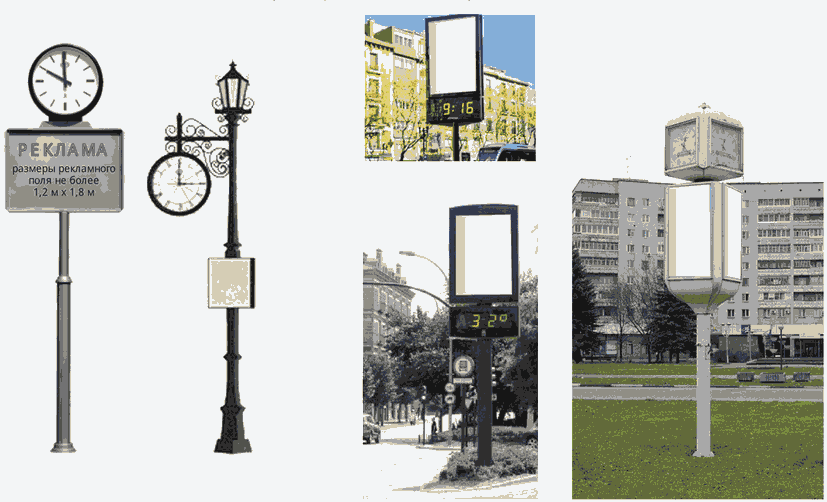 РЕКЛАМА
размеры рекламного
поля не более
1,2 м х 1,8 м
9:16
32°